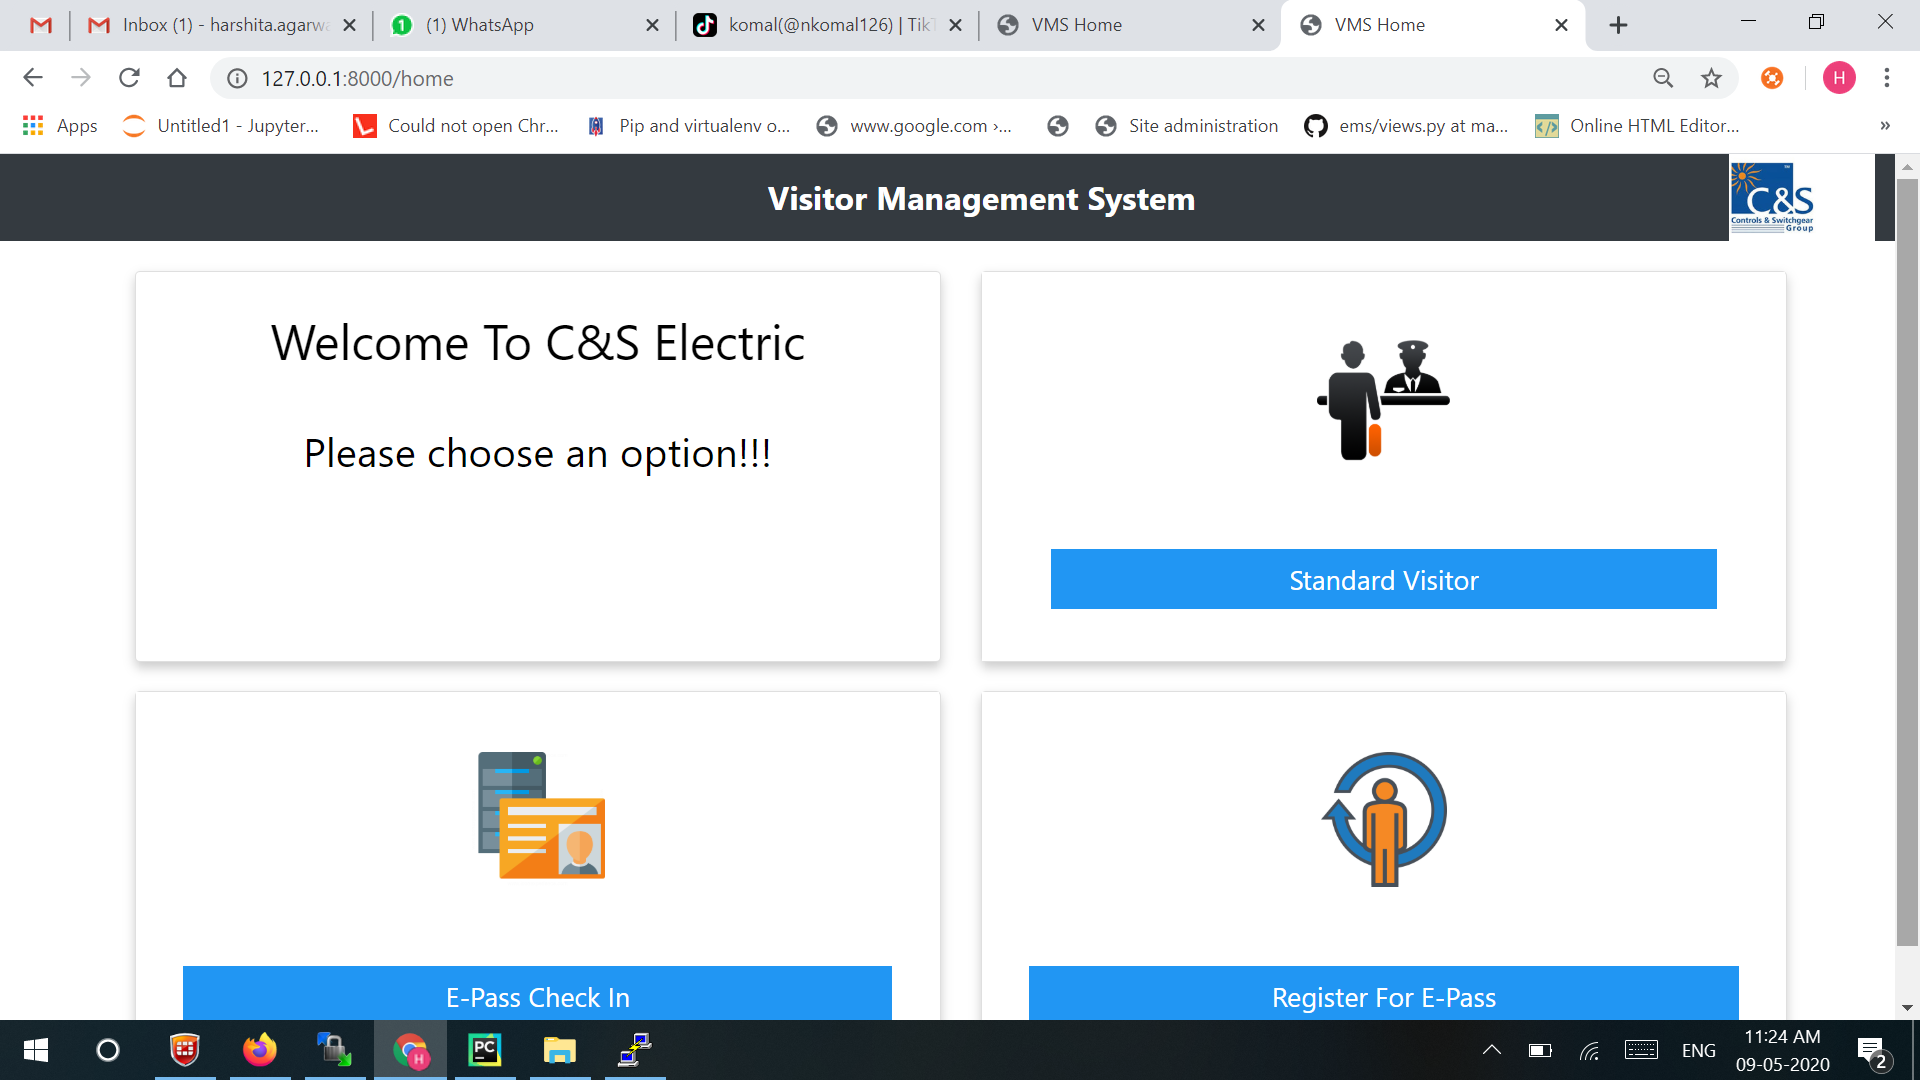 Inbox (1) - harshita.agarwa
(1) WhatsApp
komal(@nkomal126) | TikT
VMS Home
VMS Home
127.0.0.1:8000/home
H
Apps
Untitled1 - Jupyter...
Could not open Chr...
Pip and virtualenv o...
www.google.com ›...
Site administration
ems/views.py at ma...
Online HTML Editor...
»
Visitor Management System
C&S
Controls & Switchgear
Group
Welcome To C&S Electric
Please choose an option!!!
Standard Visitor
E-Pass Check In
Register For E-Pass
H
PC
ENG
11:24 AM
09-05-2020
2